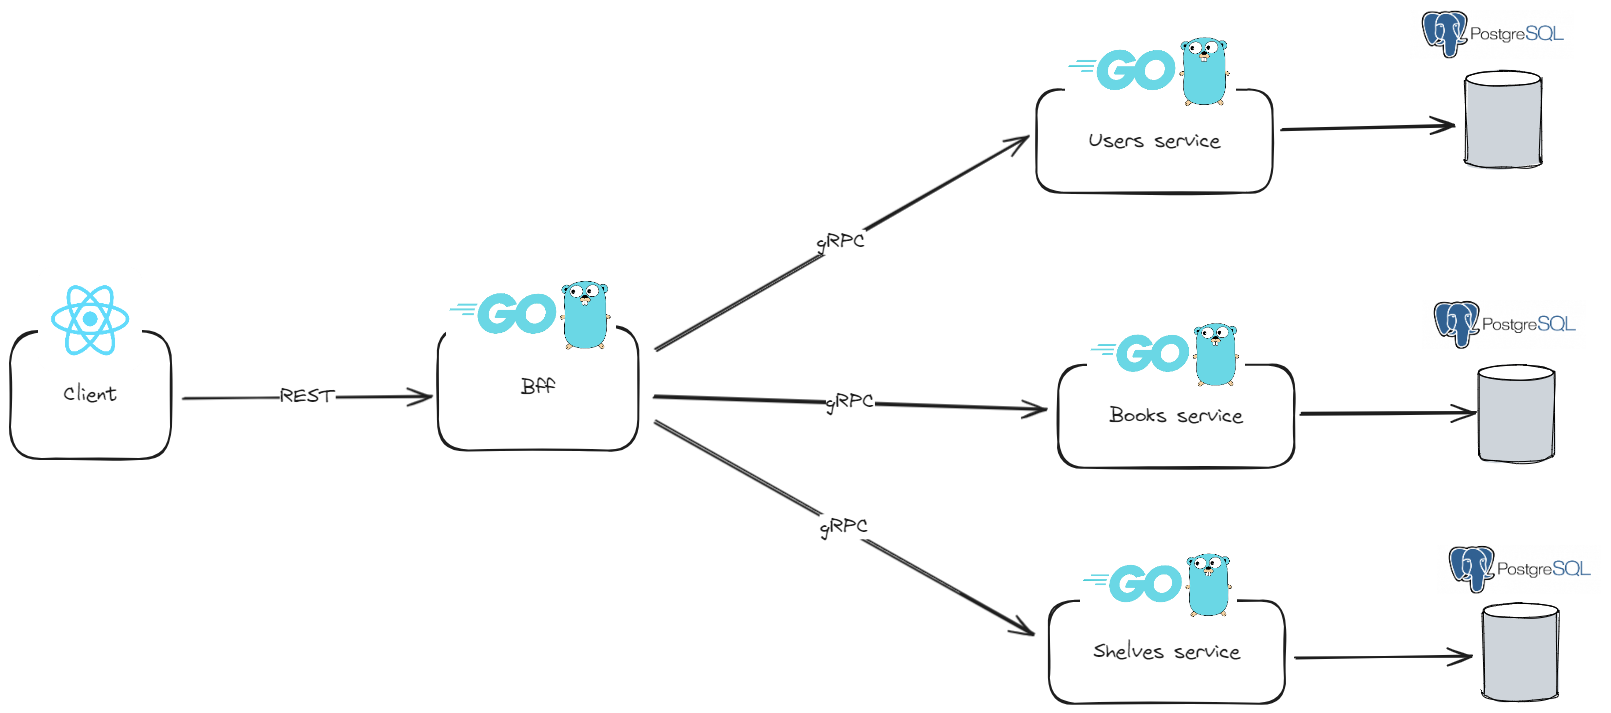 PostgreSQL
GO
Users service
gRPC
GO
PostgreSQL
GO
Client
REST
Bff
gRPC
Books service
gRPC
PostgreSQL
GO
Shelves service